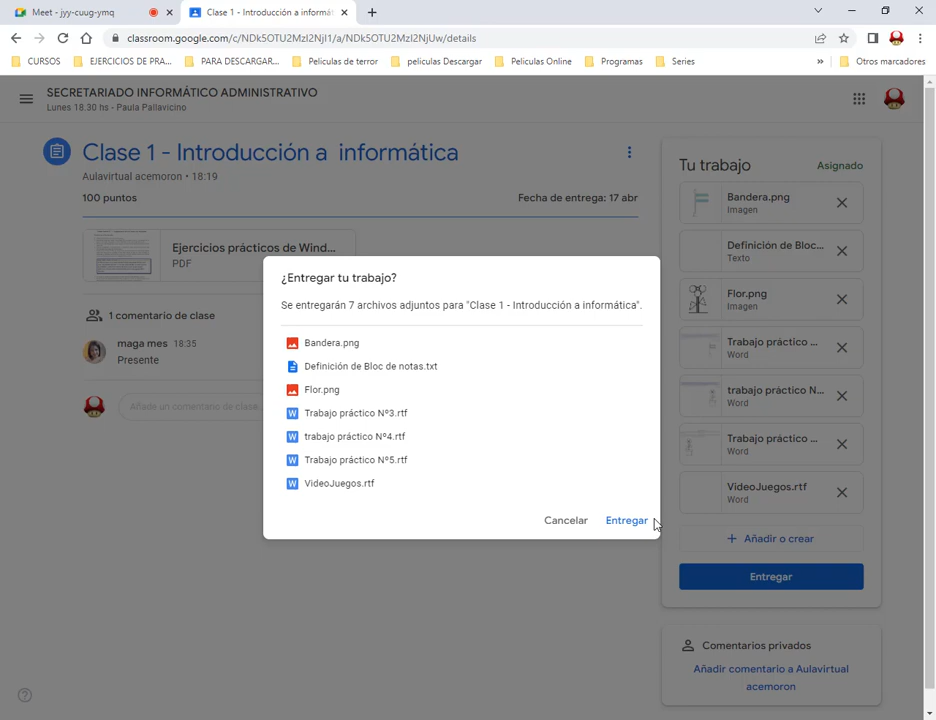 Meet - jyy-cuug-ymq
Clase 1 - Introducción a informát
classroom.google.com/c/NDk5OTU2MzI2NjI1/a/NDk5OTU2MzI2NjUw/details
CURSOS
EJERCICIOS DE PRA...
PARA DESCARGAR...
Peliculas de terror
peliculas Descargar
Peliculas Online
Programas
Series
»
Otros marcadores
SECRETARIADO INFORMÁTICO ADMINISTRATIVO
Lunes 18.30 hs - Paula Pallavicino
Clase 1 - Introducción a informática
Aulavirtual acemoron • 18:19
100 puntos
Fecha de entrega: 17 abr
Ejercicios prácticos de Wind...
PDF
1 comentario de clase
maga mes 18:35
Presente
Añade un comentario de clase
¿Entregar tu trabajo?
Se entregarán 7 archivos adjuntos para "Clase 1 - Introducción a informática".
Bandera.png
Definición de Bloc de notas.txt
Flor.png
Trabajo práctico Nº3.rtf
trabajo práctico Nº4.rtf
Trabajo práctico Nº5.rtf
VideoJuegos.rtf
Cancelar
Entregar
Tu trabajo
Asignado
Bandera.png
Imagen
Definición de Bloc...
Texto
Flor.png
Imagen
Trabajo práctico ...
Word
trabajo práctico N...
Word
Trabajo práctico ...
Word
VideoJuegos.rtf
Word
+ Añadir o crear
Entregar
Comentarios privados
Añadir comentario a Aulavirtual
acemoron